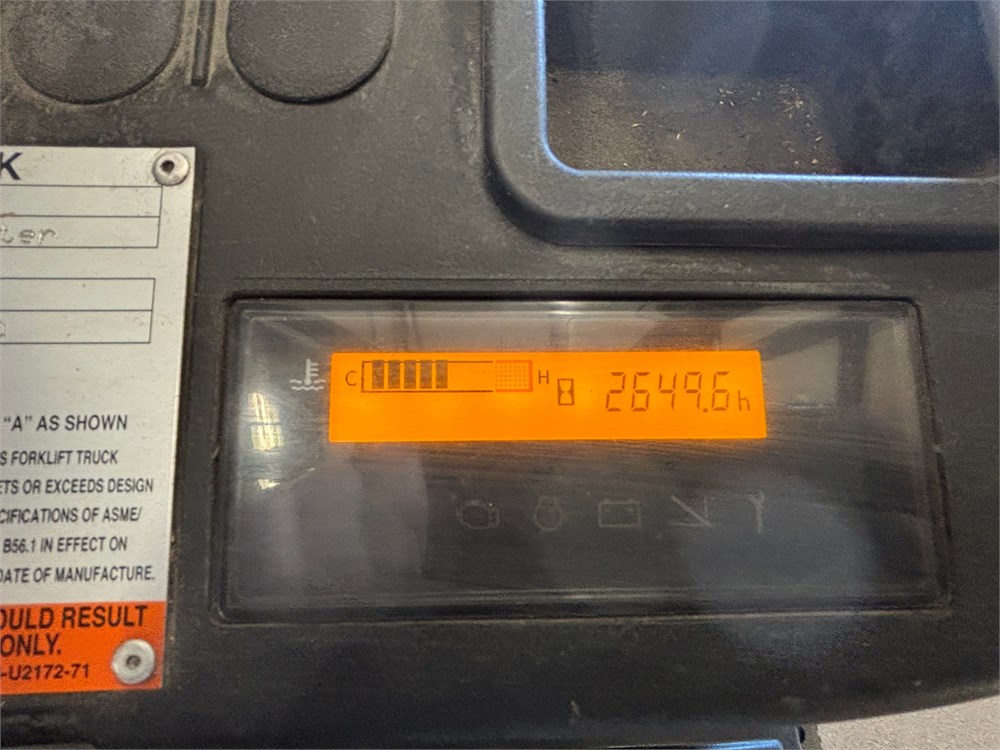 K
"A" AS SHOWN
S FORKLIFT TRUCK
ETS OR EXCEEDS DESIGN
CIFICATIONS OF ASME/
B56.1 IN EFFECT ON
DATE OF MANUFACTURE.
OULD RESULT
ONLY.
-U2172-71
C H 2649.6h